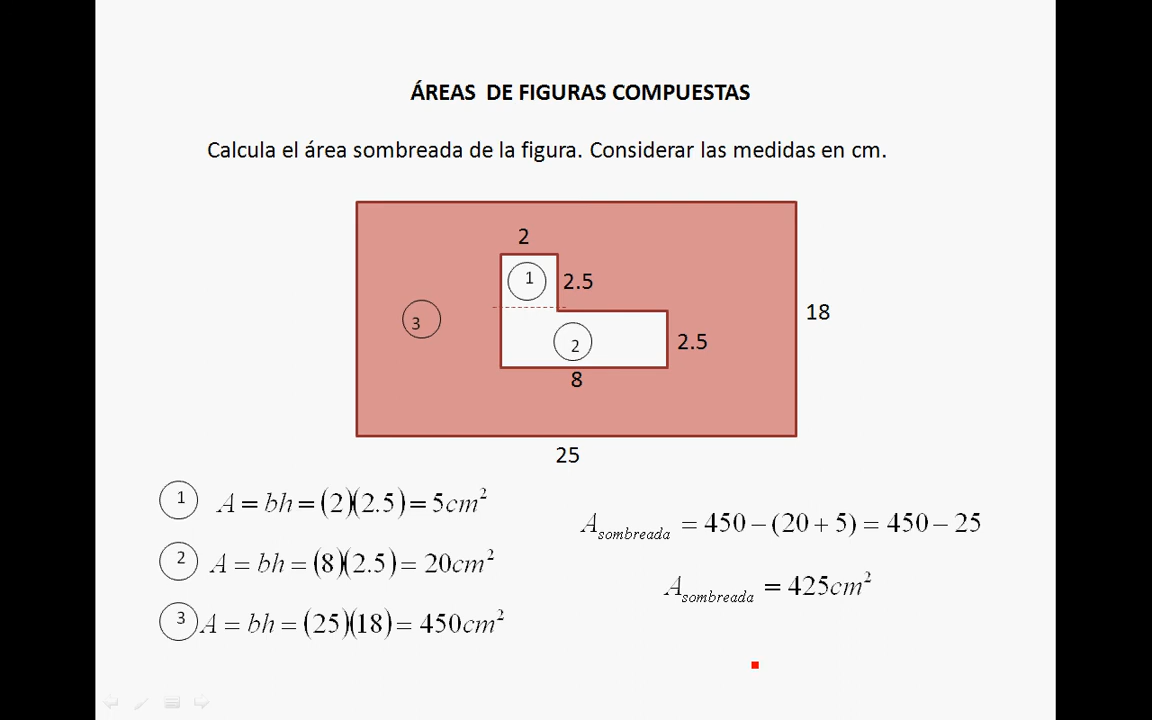 ÁREAS DE FIGURAS COMPUESTAS
Calcula el área sombreada de la figura. Considerar las medidas en cm.
2
1
2.5
3
2
2.5
18
8
25
1 A = bh = (2)(2.5) = 5cm²
2 A = bh = (8)(2.5) = 20cm²
3 A = bh = (25)(18) = 450cm²
A sombreada = 450 − (20 + 5) = 450 − 25
A sombreada = 425cm²